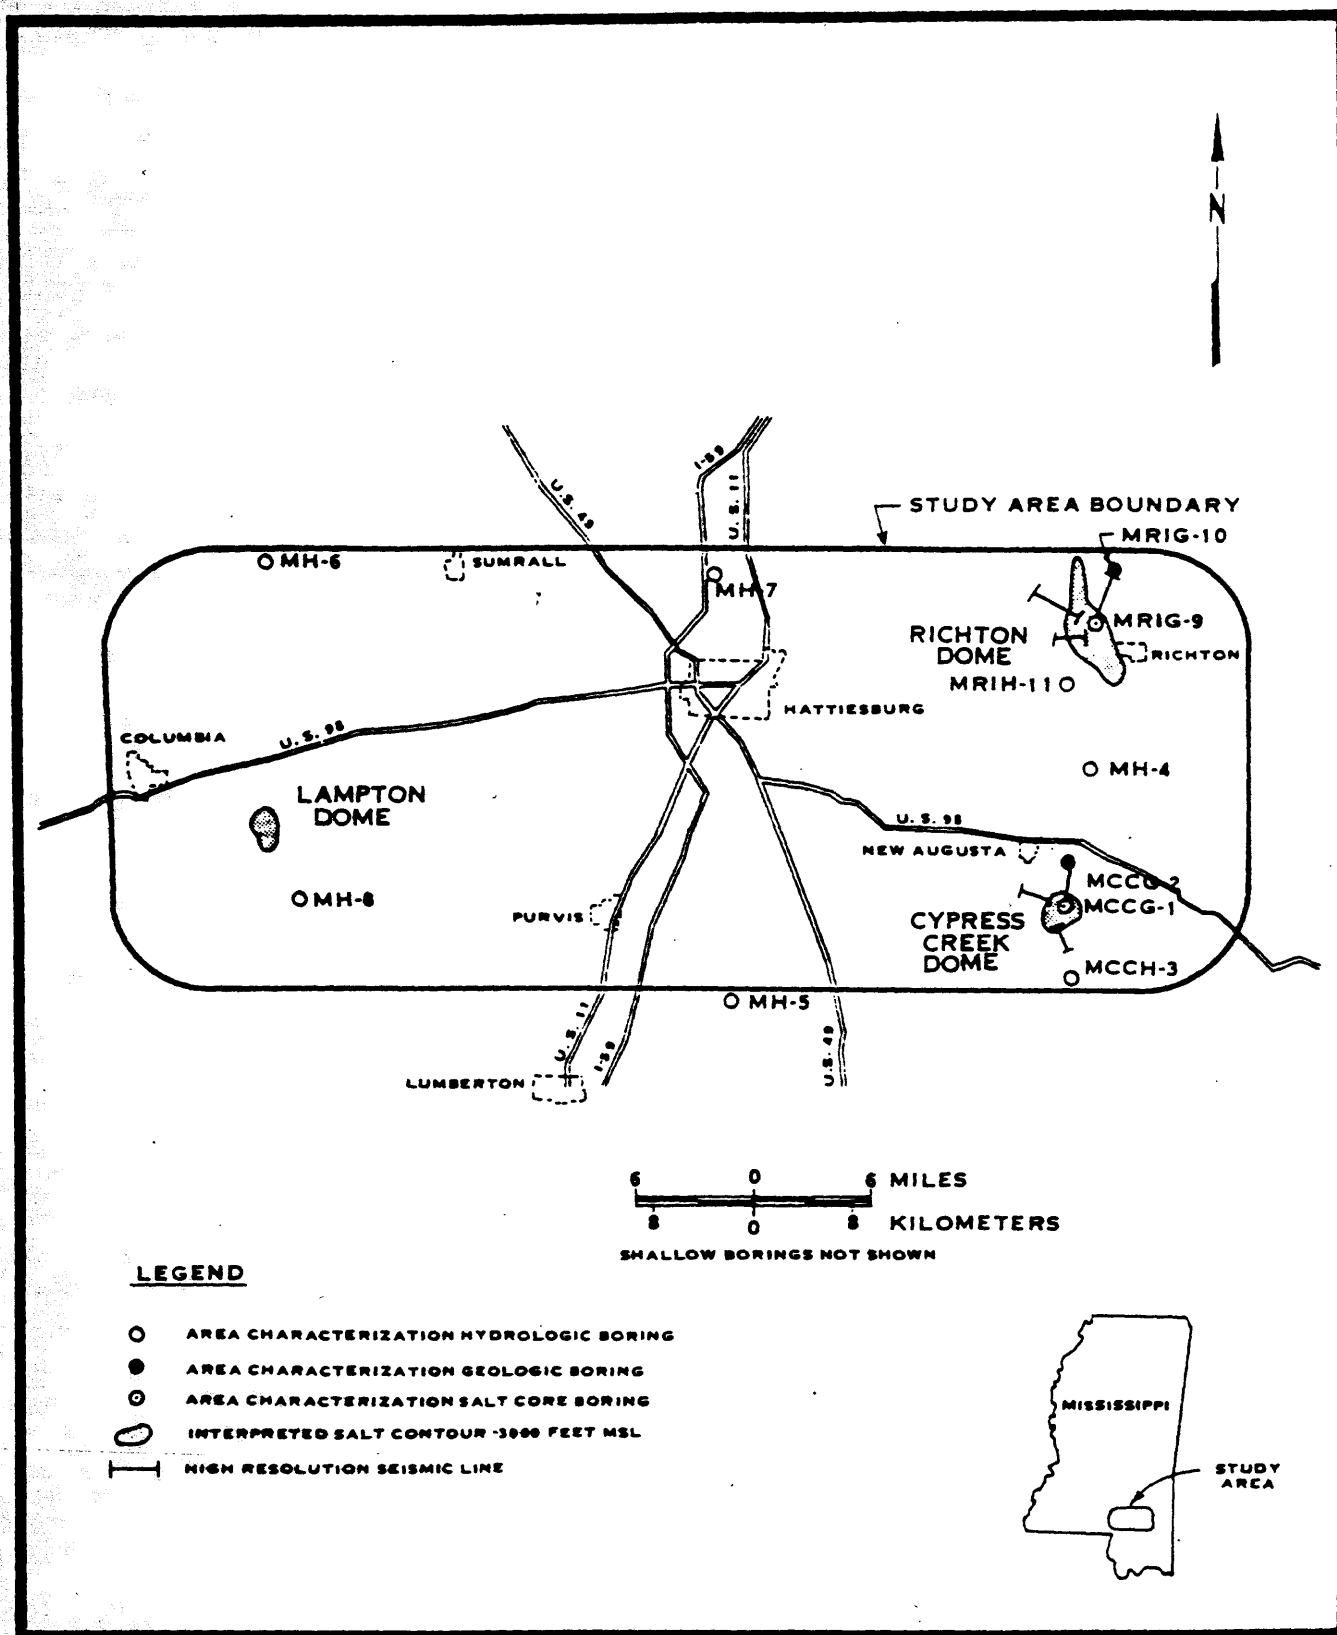 N
I-59
U.S. 49
U.S. 11
STUDY AREA BOUNDARY
MRIG-10
MH-6
SUMRALL
MH-7
MRIG-9
RICHTON
DOME
RICHTON
MRIH-11
HATTIESBURG
COLUMBIA
U.S. 98
MH-4
LAMPTON
DOME
U.S. 98
NEW AUGUSTA
MCCG-2
MH-8
MCCG-1
PURVIS
CYPRESS
CREEK
DOME
MCCH-3
MH-5
U.S. 11
I-59
U.S. 49
LUMBERTON
6 0 6 MILES
8 0 8 KILOMETERS
SHALLOW BORINGS NOT SHOWN
LEGEND
AREA CHARACTERIZATION HYDROLOGIC BORING
AREA CHARACTERIZATION GEOLOGIC BORING
AREA CHARACTERIZATION SALT CORE BORING
INTERPRETED SALT CONTOUR -3000 FEET MSL
HIGH RESOLUTION SEISMIC LINE
MISSISSIPPI
STUDY
AREA